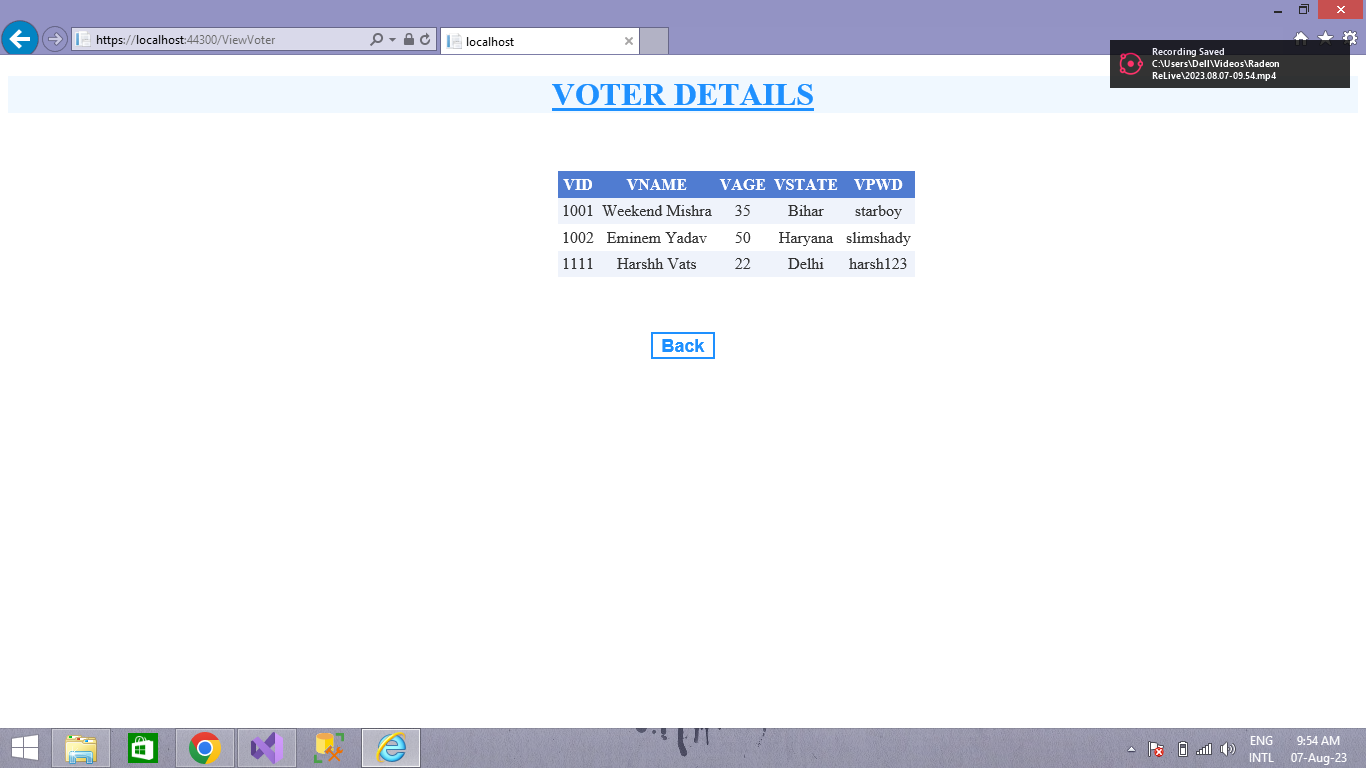 https://localhost:44300/ViewVoter
localhost
Recording Saved
C:\Users\Dell\Videos\Radeon
ReLive\2023.08.07-09.54.mp4
VOTER DETAILS
VID VNAME VAGE VSTATE VPWD
1001 Weekend Mishra 35 Bihar starboy
1002 Eminem Yadav 50 Haryana slimshady
1111 Harshh Vats 22 Delhi harsh123
Back
ENG 9:54 AM
INTL 07-Aug-23